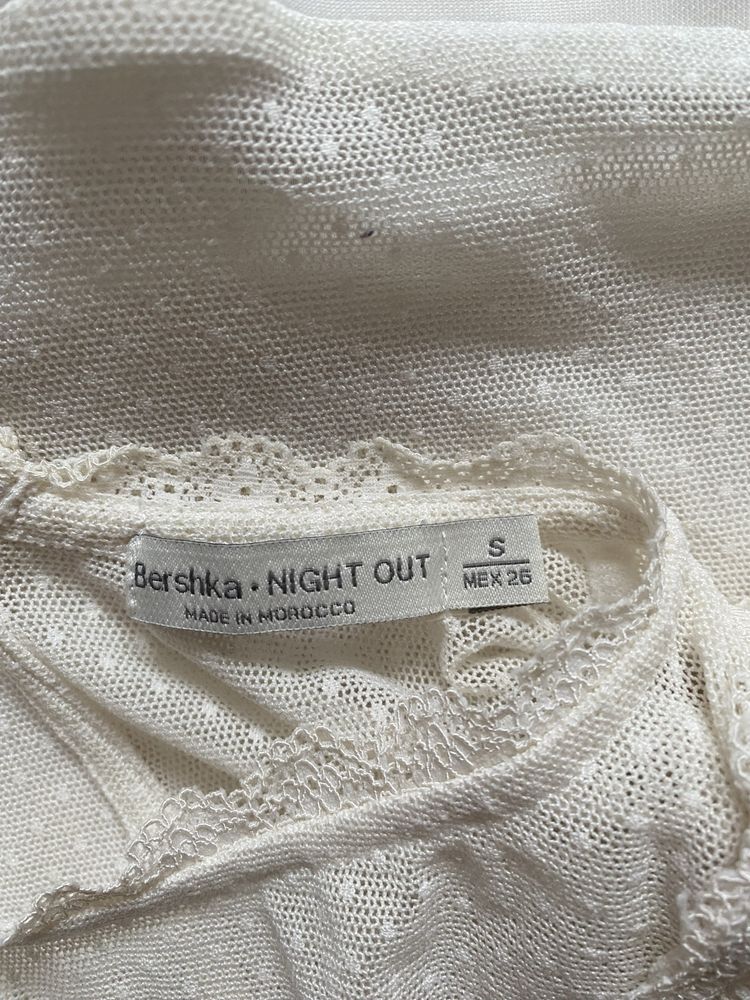 Bershka • NIGHT OUT
MADE IN MOROCCO
S
MEX 26